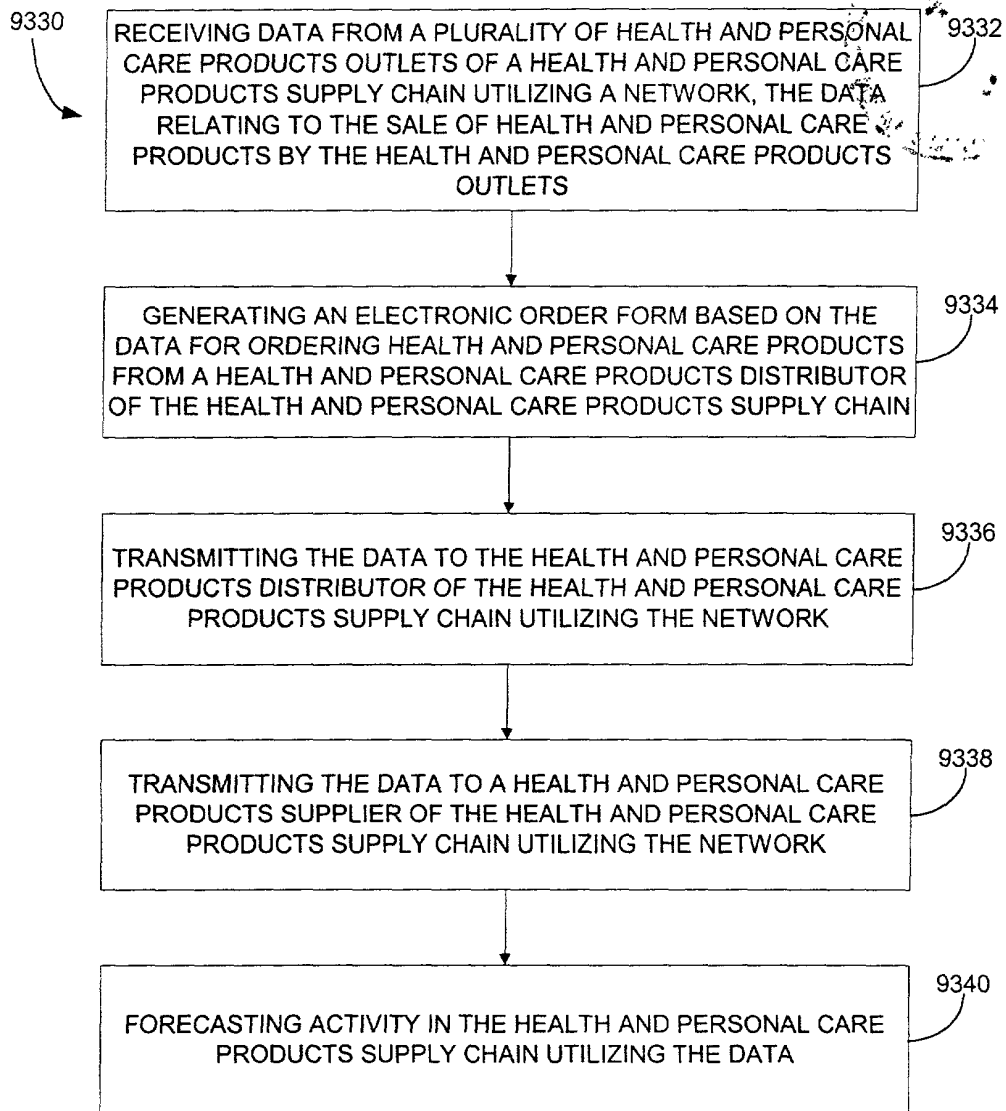 9330
RECEIVING DATA FROM A PLURALITY OF HEALTH AND PERSONAL
CARE PRODUCTS OUTLETS OF A HEALTH AND PERSONAL CARE
PRODUCTS SUPPLY CHAIN UTILIZING A NETWORK, THE DATA
RELATING TO THE SALE OF HEALTH AND PERSONAL CARE
PRODUCTS BY THE HEALTH AND PERSONAL CARE PRODUCTS
OUTLETS
9332
GENERATING AN ELECTRONIC ORDER FORM BASED ON THE
DATA FOR ORDERING HEALTH AND PERSONAL CARE PRODUCTS
FROM A HEALTH AND PERSONAL CARE PRODUCTS DISTRIBUTOR
OF THE HEALTH AND PERSONAL CARE PRODUCTS SUPPLY CHAIN
9334
TRANSMITTING THE DATA TO THE HEALTH AND PERSONAL CARE
PRODUCTS DISTRIBUTOR OF THE HEALTH AND PERSONAL CARE
PRODUCTS SUPPLY CHAIN UTILIZING THE NETWORK
9336
TRANSMITTING THE DATA TO A HEALTH AND PERSONAL CARE
PRODUCTS SUPPLIER OF THE HEALTH AND PERSONAL CARE
PRODUCTS SUPPLY CHAIN UTILIZING THE NETWORK
9338
FORECASTING ACTIVITY IN THE HEALTH AND PERSONAL CARE
PRODUCTS SUPPLY CHAIN UTILIZING THE DATA
9340